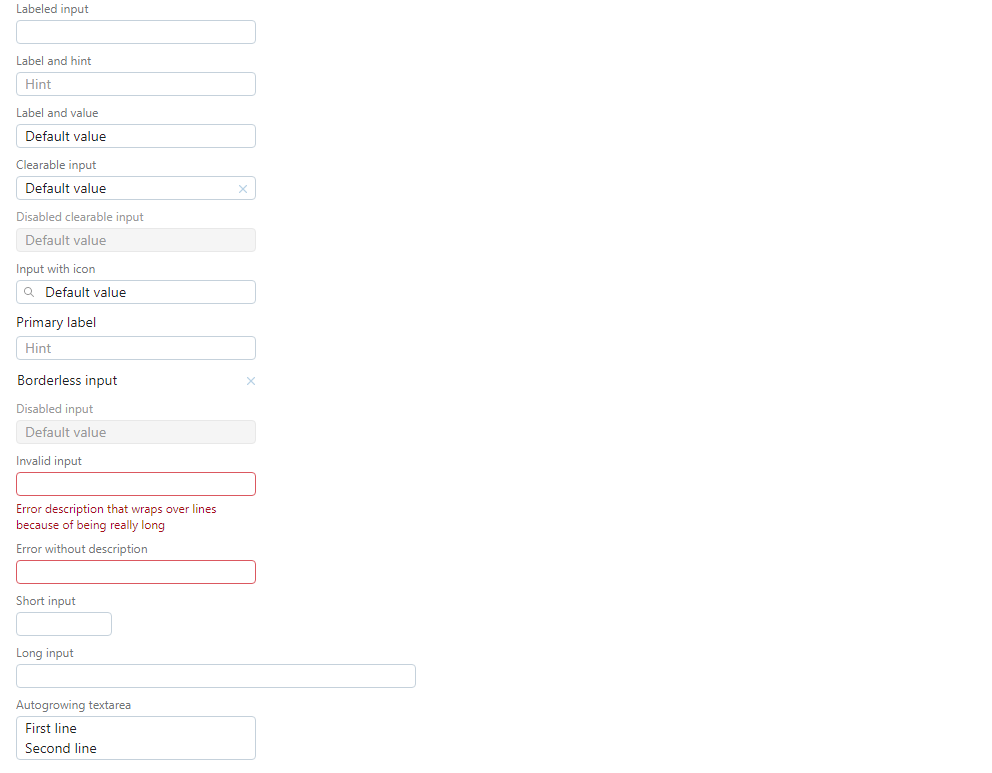 Labeled input
Label and hint
Hint
Label and value
Default value
Clearable input
Default value
Disabled clearable input
Default value
Input with icon
Default value
Primary label
Hint
Borderless input
Disabled input
Default value
Invalid input
Error description that wraps over lines
because of being really long
Error without description
Short input
Long input
Autogrowing textarea
First line
Second line